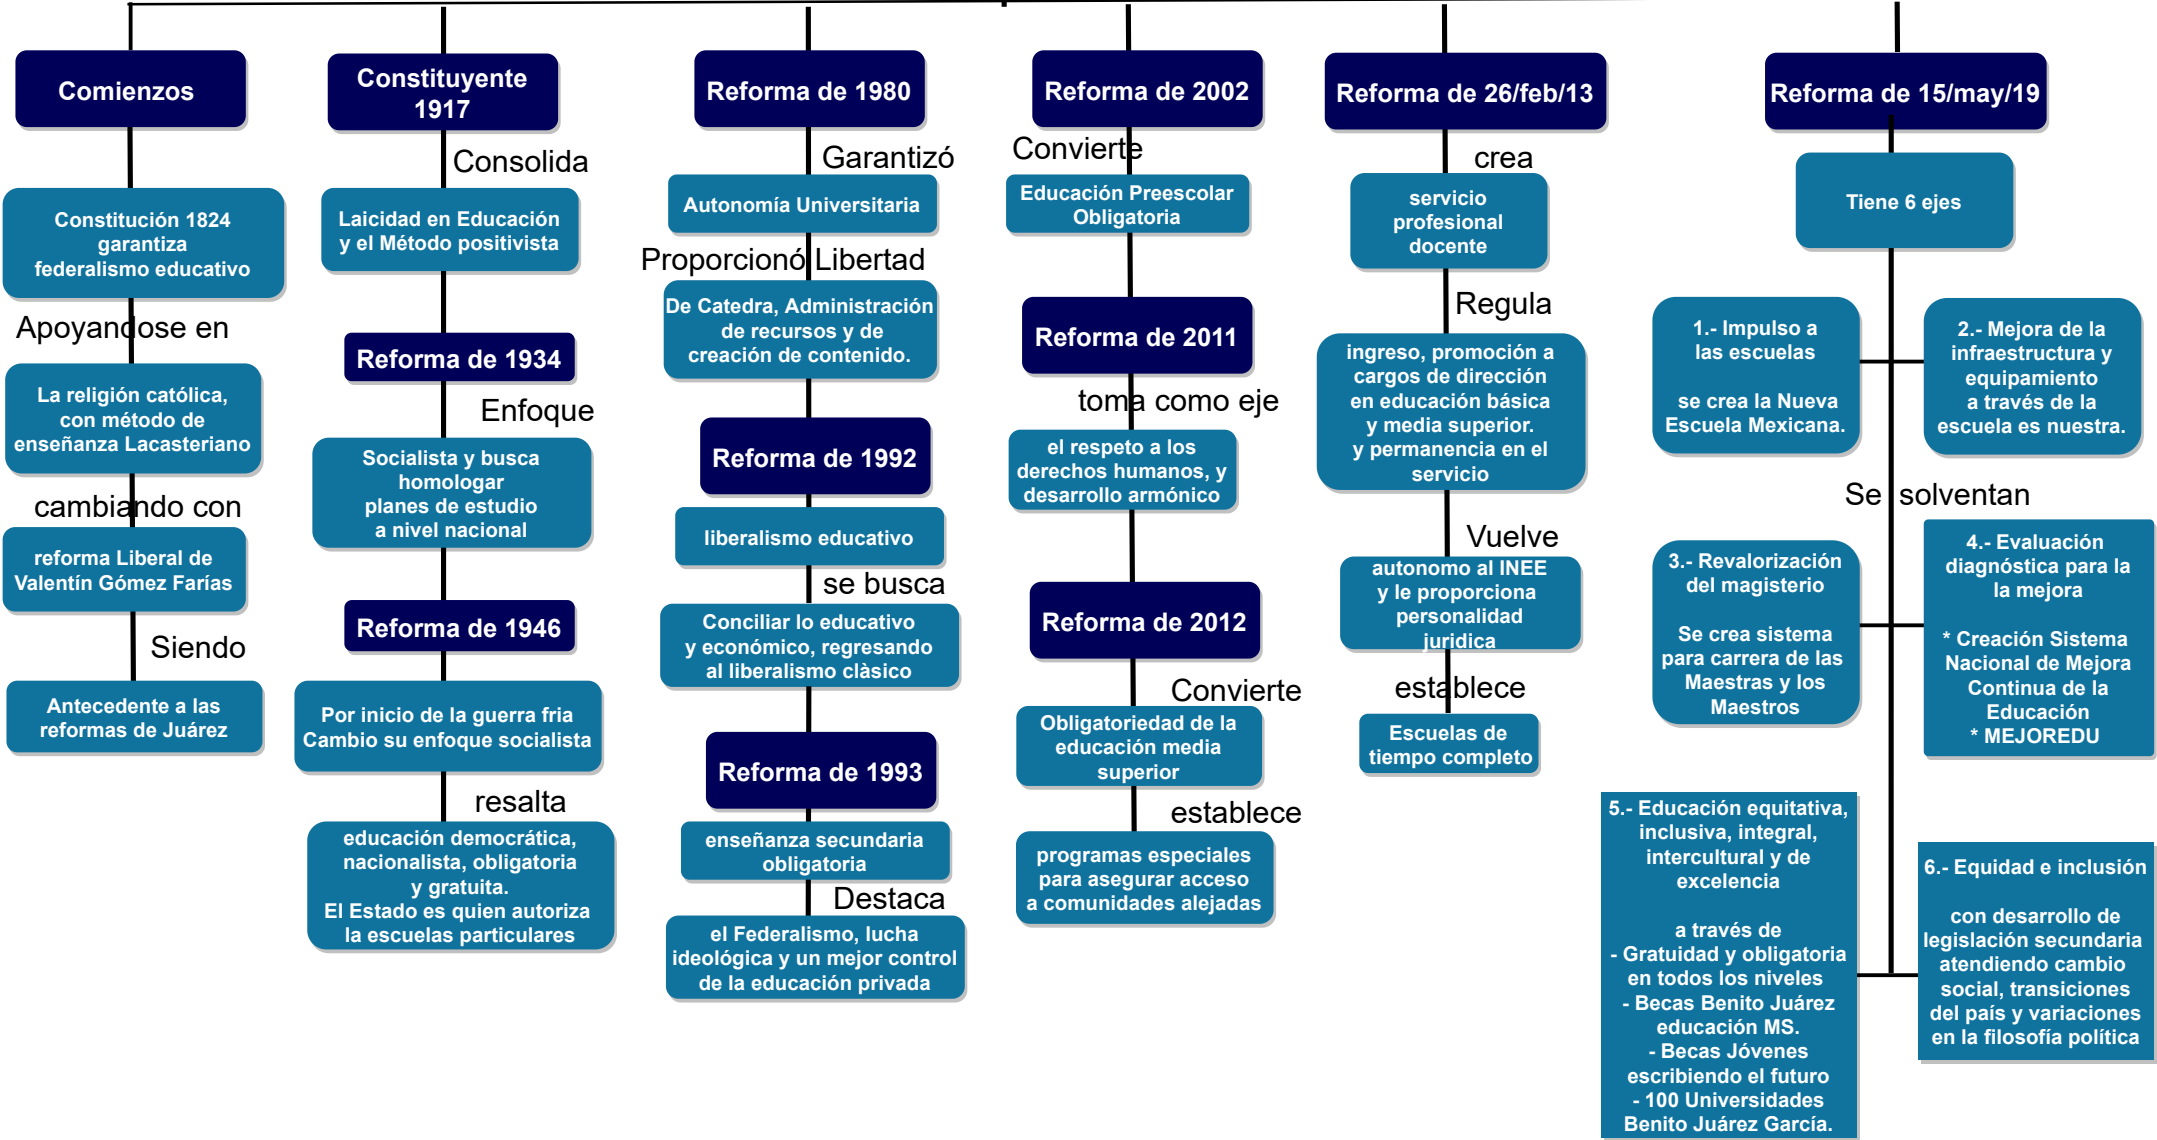 Comienzos
Constitución 1824
garantiza
federalismo educativo
Apoyandose en
La religión católica,
con método de
enseñanza Lacasteriano
cambiando con
reforma Liberal de
Valentín Gómez Farías
Siendo
Antecedente a las
reformas de Juárez
Constituyente
1917
Consolida
Laicidad en Educación
y el Método positivista
Reforma de 1934
Enfoque
Socialista y busca
homologar
planes de estudio
a nivel nacional
Reforma de 1946
Por inicio de la guerra fria
Cambio su enfoque socialista
resalta
educación democrática,
nacionalista, obligatoria
y gratuita.
El Estado es quien autoriza
la escuelas particulares
Reforma de 1980
Garantizó
Autonomía Universitaria
Proporcionó Libertad
De Catedra, Administración
de recursos y de
creación de contenido.
Reforma de 1992
liberalismo educativo
se busca
Conciliar lo educativo
y económico, regresando
al liberalismo clàsico
Reforma de 1993
enseñanza secundaria
obligatoria
Destaca
el Federalismo, lucha
ideológica y un mejor control
de la educación privada
Reforma de 2002
Convierte
Educación Preescolar
Obligatoria
Reforma de 2011
toma como eje
el respeto a los
derechos humanos, y
desarrollo armónico
Reforma de 2012
Convierte
Obligatoriedad de la
educación media
superior
establece
programas especiales
para asegurar acceso
a comunidades alejadas
Reforma de 26/feb/13
crea
servicio
profesional
docente
Regula
ingreso, promoción a
cargos de dirección
en educación básica
y media superior.
y permanencia en el
servicio
Vuelve
autonomo al INEE
y le proporciona
personalidad
juridica
establece
Escuelas de
tiempo completo
Reforma de 15/may/19
Tiene 6 ejes
1.- Impulso a
las escuelas
se crea la Nueva
Escuela Mexicana.
2.- Mejora de la
infraestructura y
equipamiento
a través de la
escuela es nuestra.
Se solventan
3.- Revalorización
del magisterio
Se crea sistema
para carrera de las
Maestras y los
Maestros
4.- Evaluación
diagnóstica para la
la mejora
* Creación Sistema
Nacional de Mejora
Continua de la
Educación
* MEJOREDU
5.- Educación equitativa,
inclusiva, integral,
intercultural y de
excelencia
a través de
- Gratuidad y obligatoria
en todos los niveles
- Becas Benito Juárez
educación MS.
- Becas Jóvenes
escribiendo el futuro
- 100 Universidades
Benito Juárez García.
6.- Equidad e inclusión
con desarrollo de
legislación secundaria
atendiendo cambio
social, transiciones
del país y variaciones
en la filosofía política